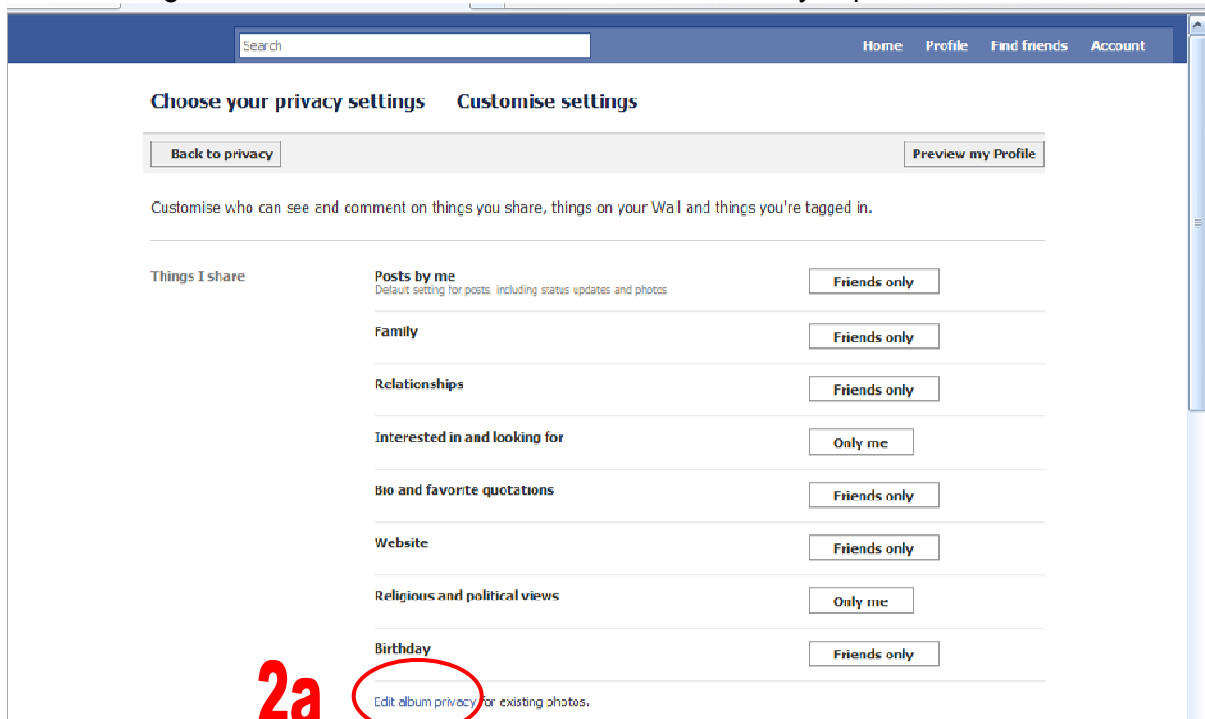 Search Home Profile Find friends Account
Choose your privacy settings Customise settings
Back to privacy Preview my Profile
Customise who can see and comment on things you share, things on your Wall and things you're tagged in.
Things I share Posts by me Friends only
Default setting for posts, including status updates and photos
Family Friends only
Relationships Friends only
Interested in and looking for Only me
Bio and favorite quotations Friends only
Website Friends only
Religious and political views Only me
Birthday Friends only
2a Edit album privacy for existing photos.